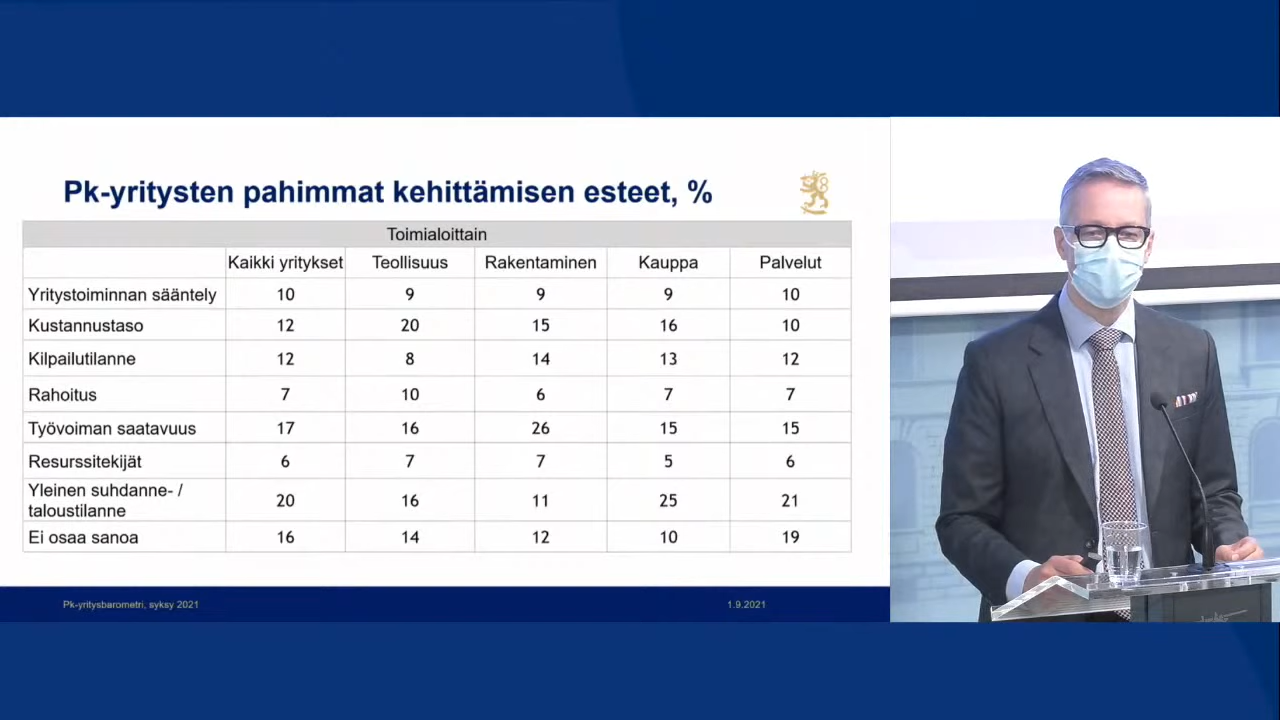 Pk-yritysten pahimmat kehittämisen esteet, %
Toimialoittain
Kaikki yritykset Teollisuus Rakentaminen Kauppa Palvelut
Yritystoiminnan sääntely 10 9 9 9 10
Kustannustaso 12 20 15 16 10
Kilpailutilanne 12 8 14 13 12
Rahoitus 7 10 6 7 7
Työvoiman saatavuus 17 16 26 15 15
Resurssitekijät 6 7 7 5 6
Yleinen suhdanne- /
taloustilanne 20 16 11 25 21
Ei osaa sanoa 16 14 12 10 19
Pk-yritysbarometri, syksy 2021 1.9.2021